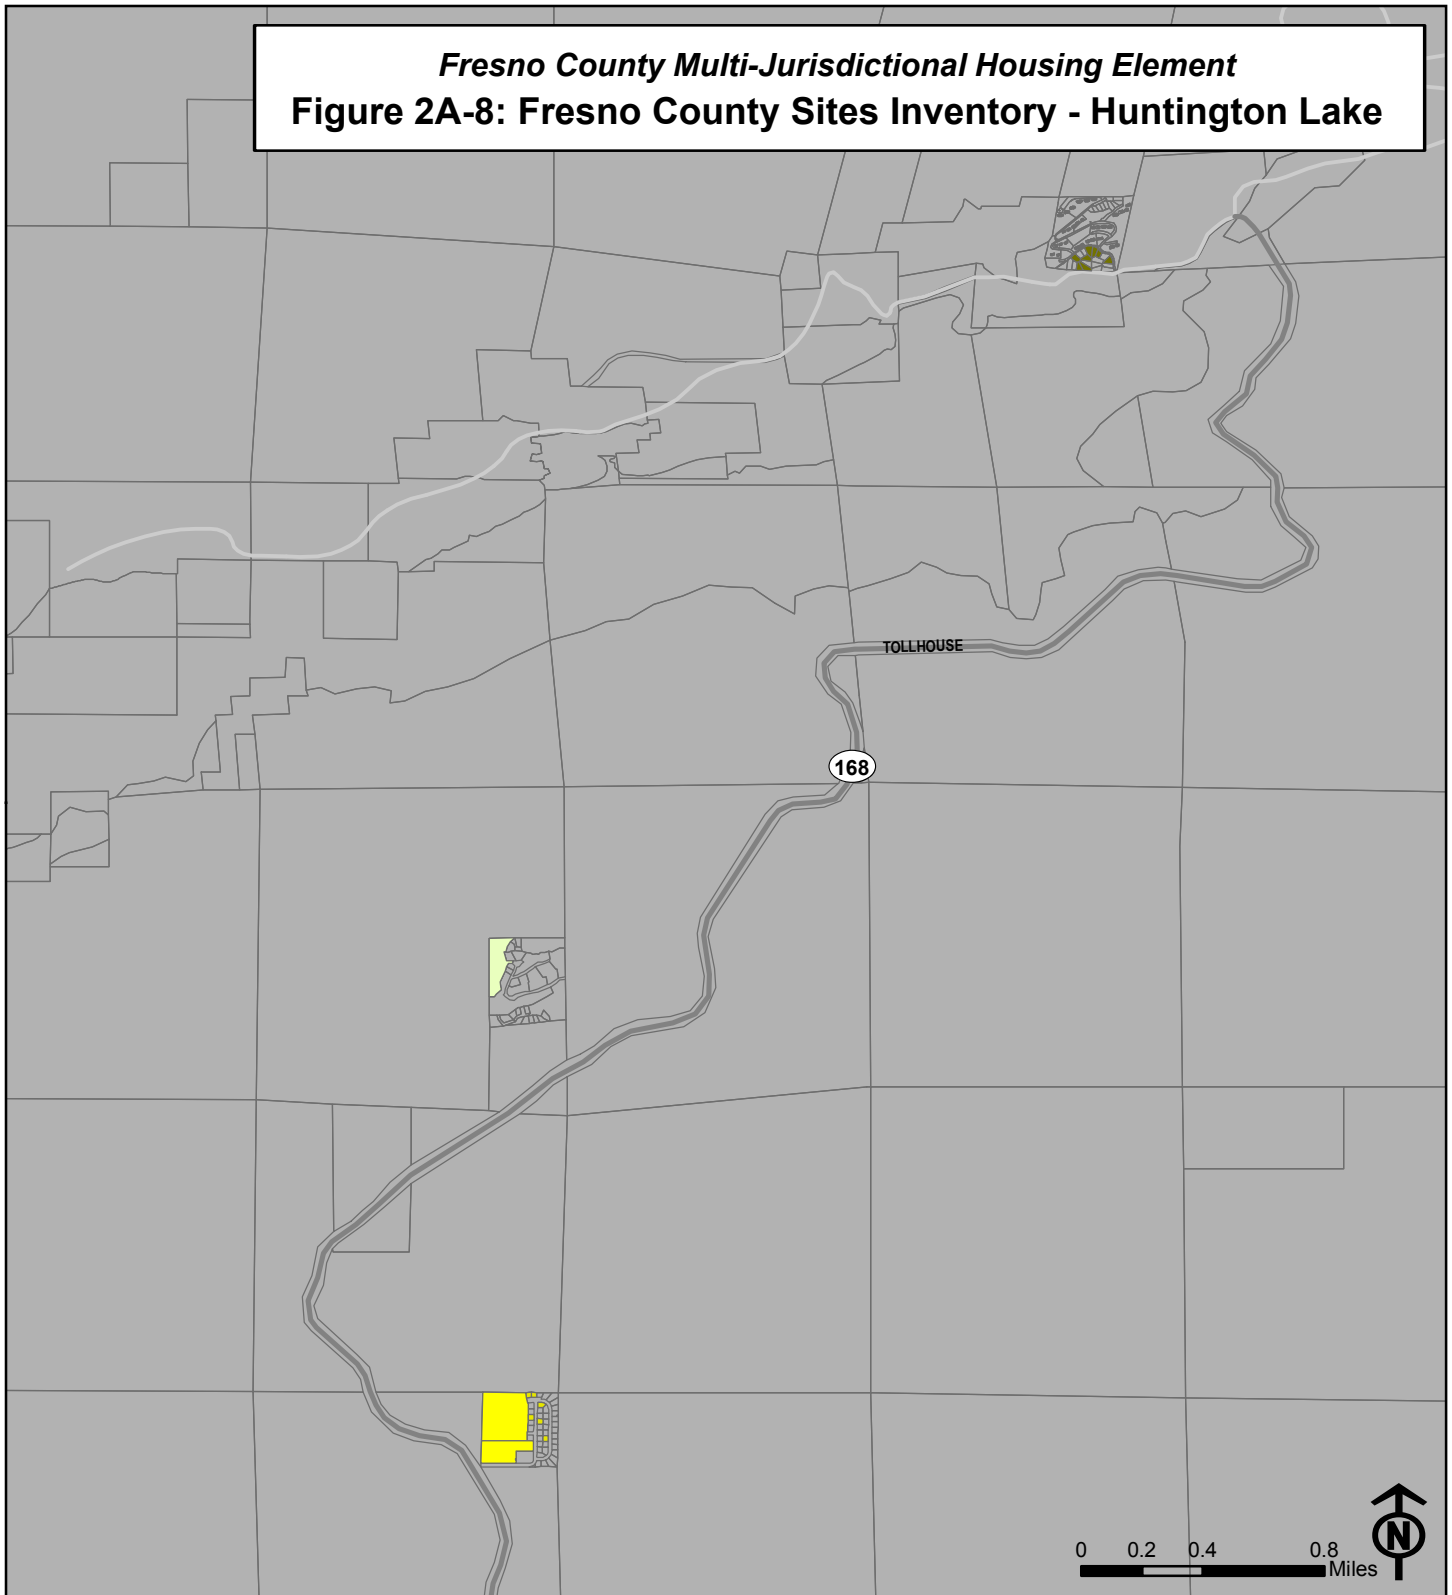 Fresno County Multi-Jurisdictional Housing Element
Figure 2A-8: Fresno County Sites Inventory - Huntington Lake
TOLLHOUSE
168
N
0 0.2 0.4 0.8
Miles